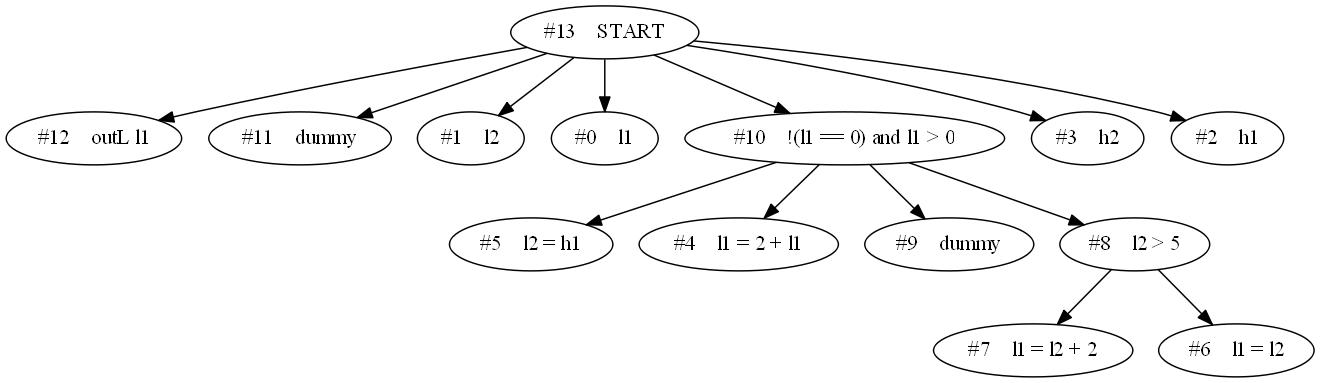 #13 START
#12 outL l1
#11 dummy
#1 l2
#0 l1
#10 !(l1 == 0) and l1 > 0
#3 h2
#2 h1
#5 l2 = h1
#4 l1 = 2 + l1
#9 dummy
#8 l2 > 5
#7 l1 = l2 + 2
#6 l1 = l2